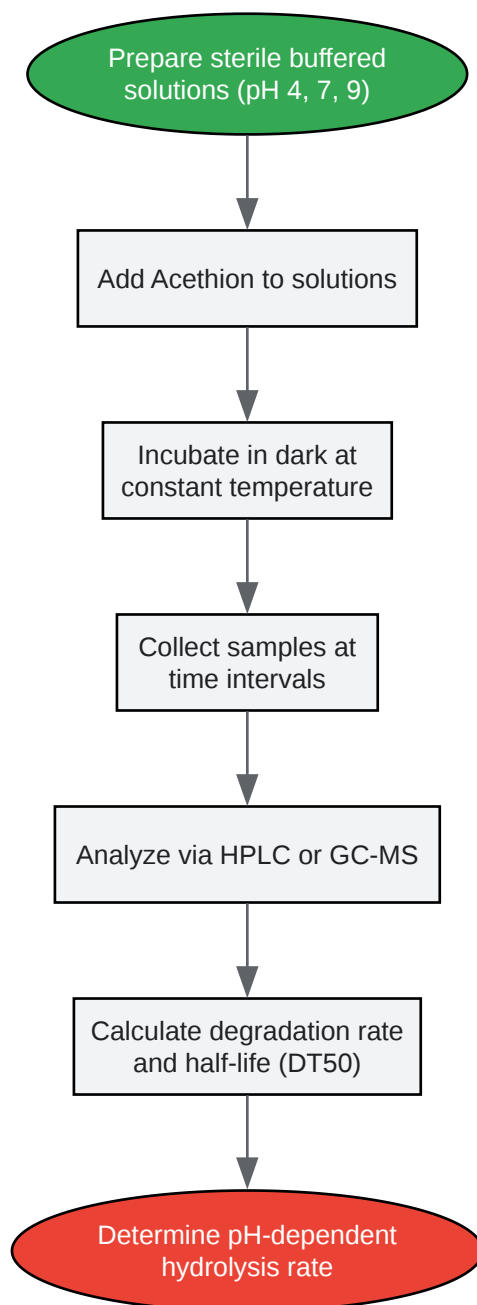 Prepare sterile buffered
solutions (pH 4, 7, 9)
Add Acethion to solutions
Incubate in dark at
constant temperature
Collect samples at
time intervals
Analyze via HPLC or GC-MS
Calculate degradation rate
and half-life (DT50)
Determine pH-dependent
hydrolysis rate